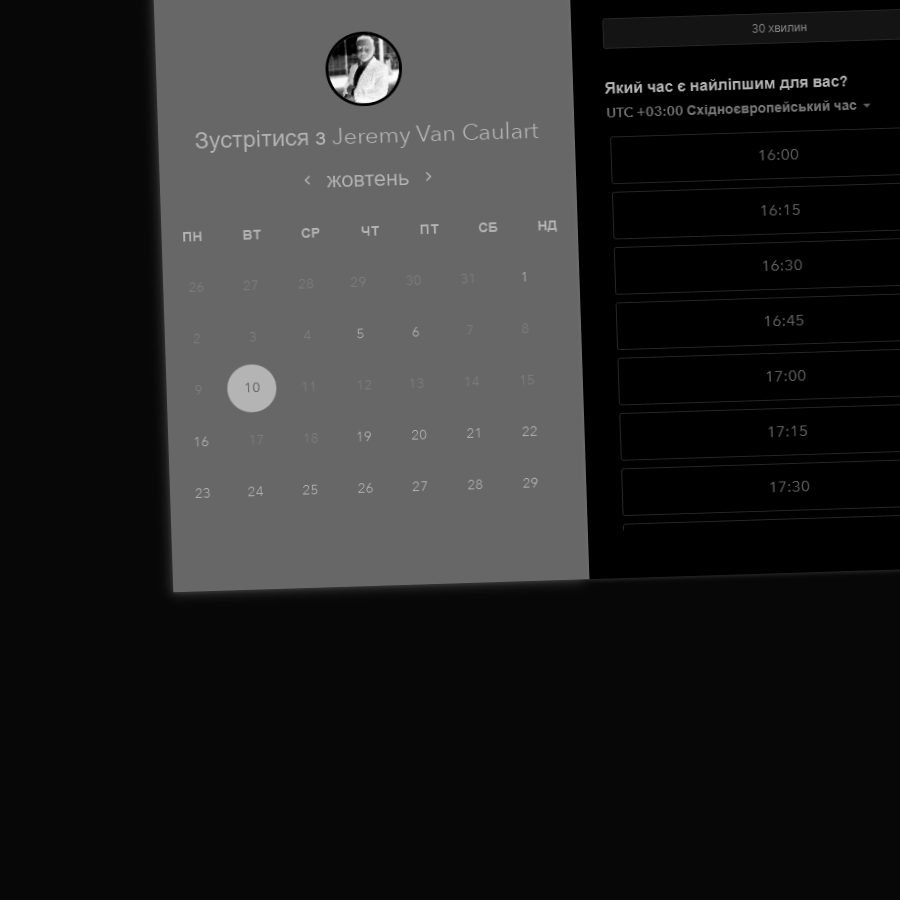 Зустрітися з Jeremy Van Caulart
жовтень
ПН ВТ СР ЧТ ПТ СБ НД
26 27 28 29 30 31 1
2 3 4 5 6 7 8
9 10 11 12 13 14 15
16 17 18 19 20 21 22
23 24 25 26 27 28 29
30 хвилин
Який час є найліпшим для вас?
UTC +03:00 Східноєвропейський час
16:00
16:15
16:30
16:45
17:00
17:15
17:30